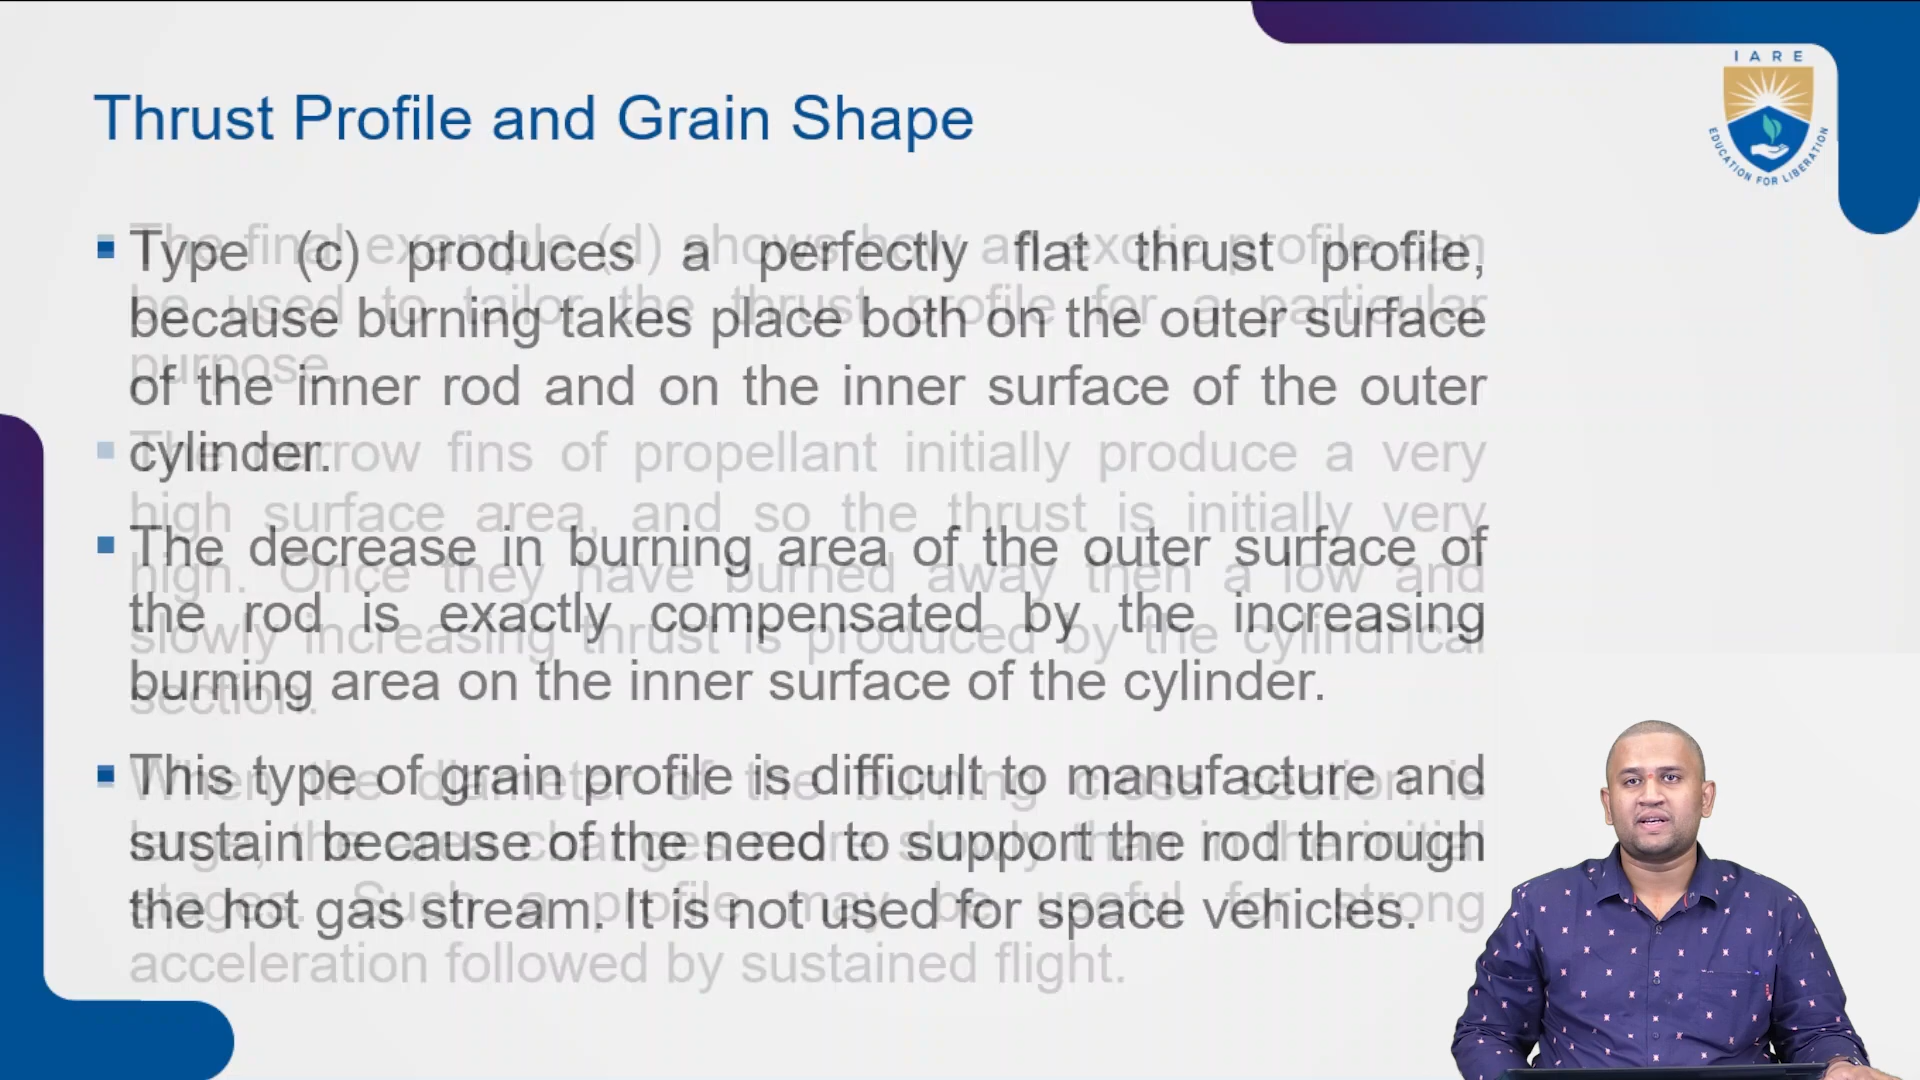 IARE
EDUCATION FOR LIBERATION
Thrust Profile and Grain Shape
Type (c) produces a perfectly flat thrust profile,
because burning takes place both on the outer surface
of the inner rod and on the inner surface of the outer
cylinder.
The decrease in burning area of the outer surface of
the rod is exactly compensated by the increasing
burning area on the inner surface of the cylinder.
This type of grain profile is difficult to manufacture and
sustain because of the need to support the rod through
the hot gas stream. It is not used for space vehicles.
The final example (d) shows how an exotic profile can
be used to tailor the thrust profile for a particular
purpose.
The narrow fins of propellant initially produce a very
high surface area, and so the thrust is initially very
high. Once they have burned away then a low and
slowly increasing thrust is produced by the cylindrical
section.
When the diameter of the burning cross section is
the area changes more slowly than in the initial
stages. Such a profile may be useful for strong
acceleration followed by sustained flight.